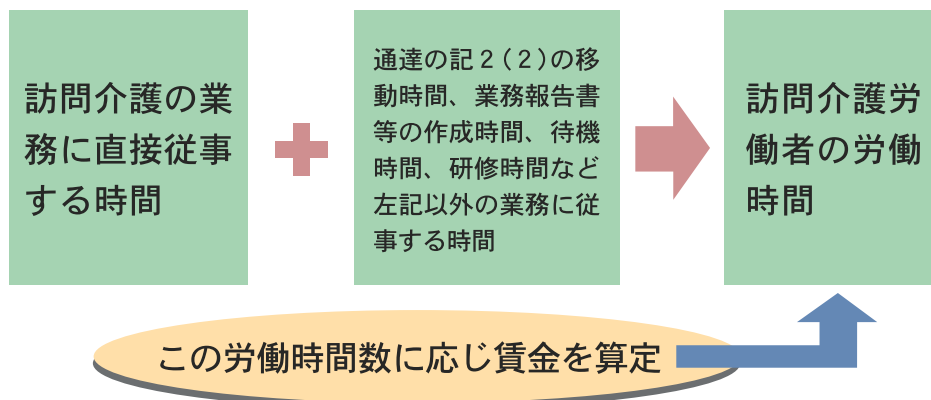 訪問介護の業
務に直接従事
する時間
通達の記2(2)の移
動時間、業務報告書
等の作成時間、待機
時間、研修時間など
左記以外の業務に従
事する時間
訪問介護労
働者の労働
時間
この労働時間数に応じ賃金を算定